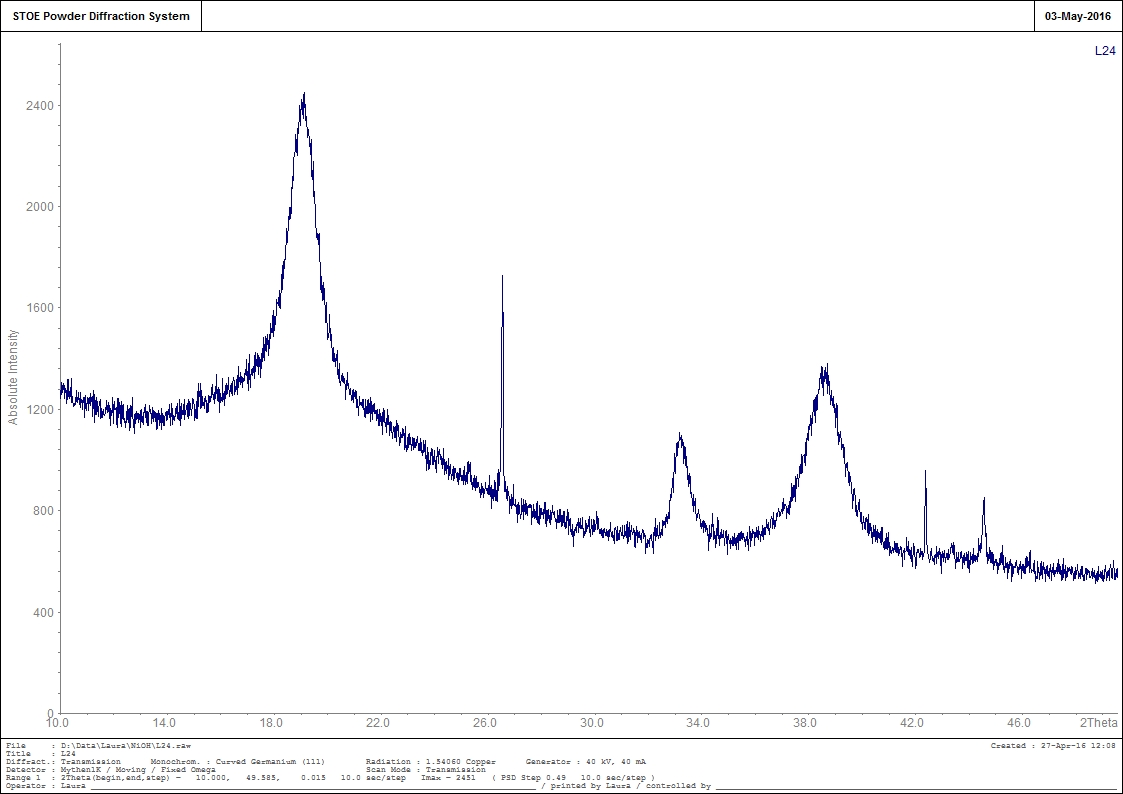 STOE Powder Diffraction System
03-May-2016
L24
2400
2000
1600
1200
800
400
0
Absolute Intensity
10.0 14.0 18.0 22.0 26.0 30.0 34.0 38.0 42.0 46.0 2Theta
File : D:\Data\Laura\NiOH\L24.raw Created : 27-Apr-16 12:08
Title : L24
Diffract.: Transmission Monochrom. : Curved Germanium (111) Radiation : 1.54060 Copper Generator : 40 kV, 40 mA
Detector : Mythen1K / Moving / Fixed Omega Scan Mode : Transmission
Range 1 : 2Theta(begin,end,step) = 10.000, 49.585, 0.015 10.0 sec/step Imax = 2451 ( PSD Step 0.49 10.0 sec/step )
Operator : Laura / printed by Laura / controlled by